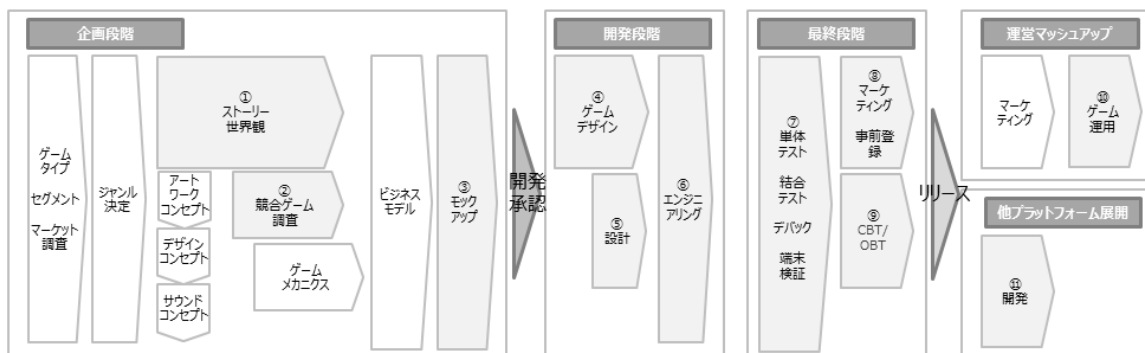 企画段階
ゲーム
タイプ
セグメント
マーケット
調査
ジャンル
決定
①
ストーリー
世界観
アート
ワーク
コンセプト
デザイン
コンセプト
サウンド
コンセプト
②
競合ゲーム
調査
ゲーム
メカニクス
ビジネス
モデル
③
モック
アップ
開発
承認
開発段階
④
ゲーム
デザイン
⑤
設計
⑥
エンジニ
アリング
最終段階
⑦
単体
テスト
結合
テスト
デバック
端末
検証
⑧
マーケ
ティング
事前登
録
⑨
CBT/
OBT
リリース
運営マッシュアップ
マーケ
ティング
⑩
ゲーム
運用
他プラットフォーム展開
⑪
開発